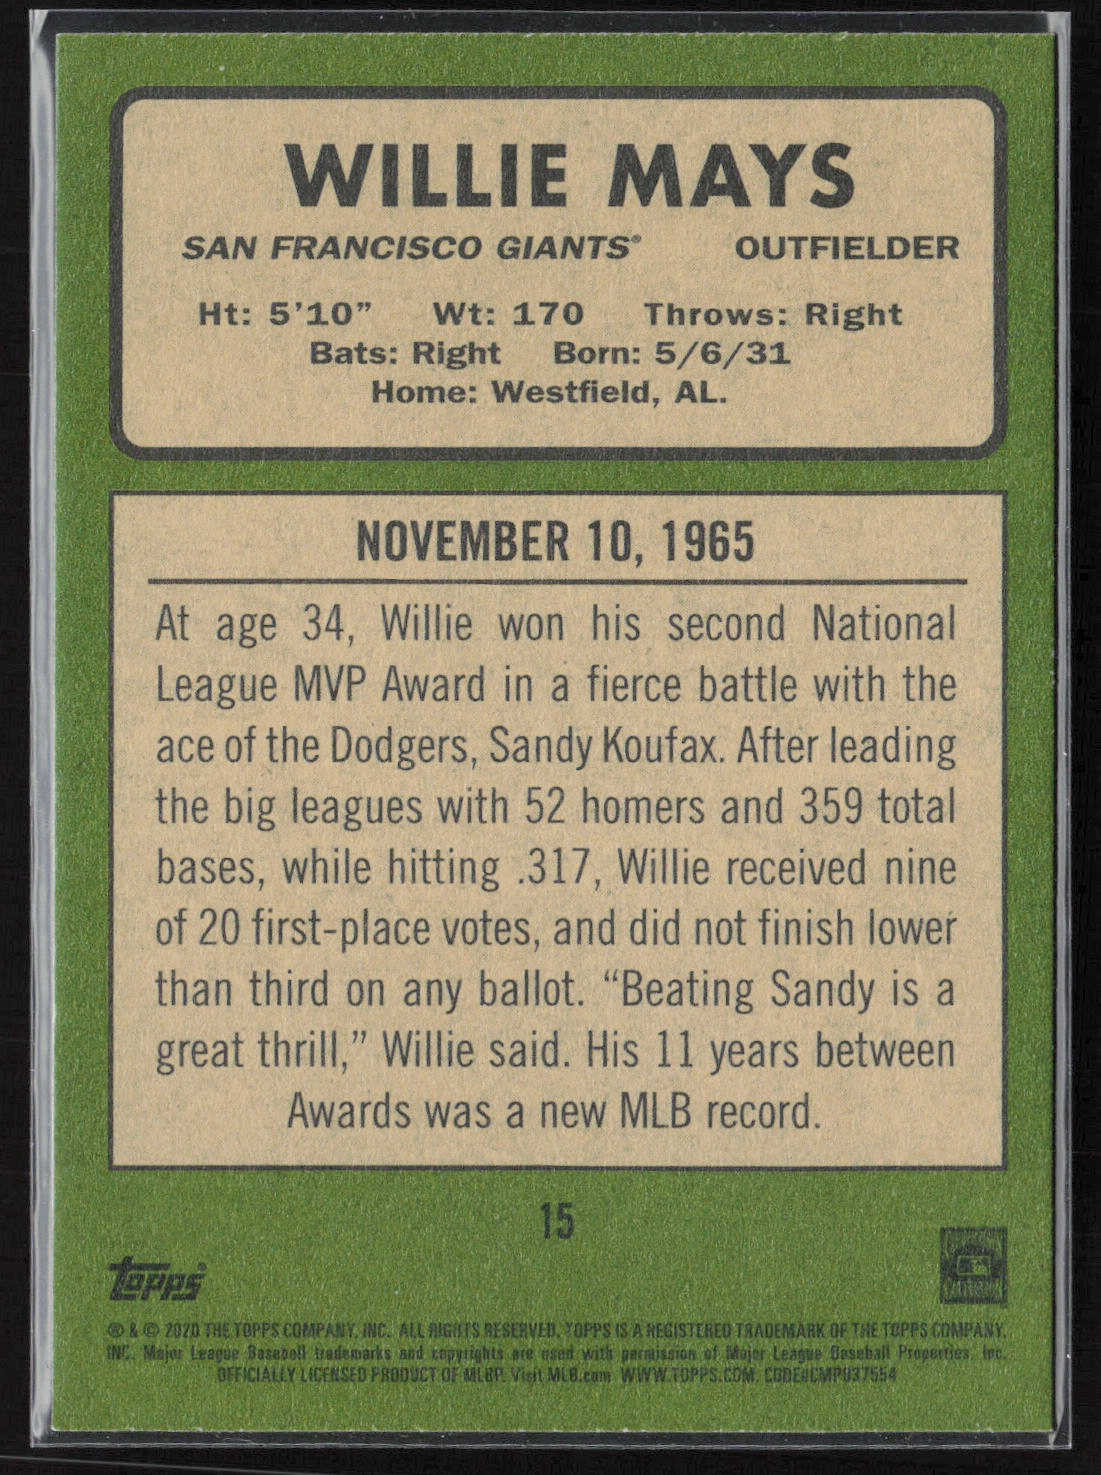 WILLIE MAYS
SAN FRANCISCO GIANTS® OUTFIELDER
Ht: 5'10" Wt: 170 Throws: Right
Bats: Right Born: 5/6/31
Home: Westfield, AL.
NOVEMBER 10, 1965
At age 34, Willie won his second National
League MVP Award in a fierce battle with the
ace of the Dodgers, Sandy Koufax. After leading
the big leagues with 52 homers and 359 total
bases, while hitting .317, Willie received nine
of 20 first-place votes, and did not finish lower
than third on any ballot. “Beating Sandy is a
great thrill,” Willie said. His 11 years between
Awards was a new MLB record.
15
topps
® & © 2020 THE TOPPS COMPANY, INC. ALL RIGHTS RESERVED. TOPPS IS A REGISTERED TRADEMARK OF THE TOPPS COMPANY,
INC. Major League Baseball trademarks and copyrights are used with permission of Major League Baseball Properties, Inc.
OFFICIALLY LICENSED PRODUCT OF MLBP. Visit MLB.com WWW.TOPPS.COM. CODE#CMP037554